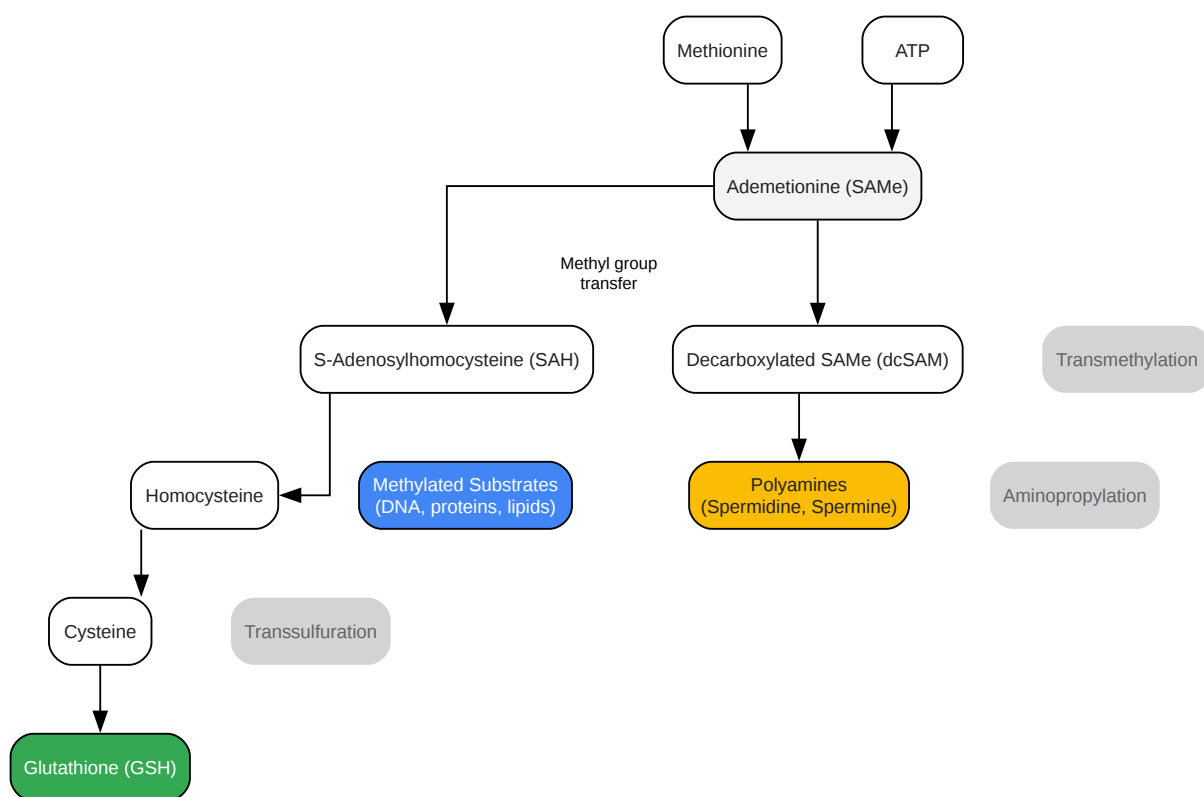 Methionine
ATP
Ademetionine (SAMe)
Methyl group
transfer
S-Adenosylhomocysteine (SAH)
Decarboxylated SAMe (dcSAM)
Transmethylation
Homocysteine
Methylated Substrates
(DNA, proteins, lipids)
Polyamines
(Spermidine, Spermine)
Aminopropylation
Cysteine
Transsulfuration
Glutathione (GSH)